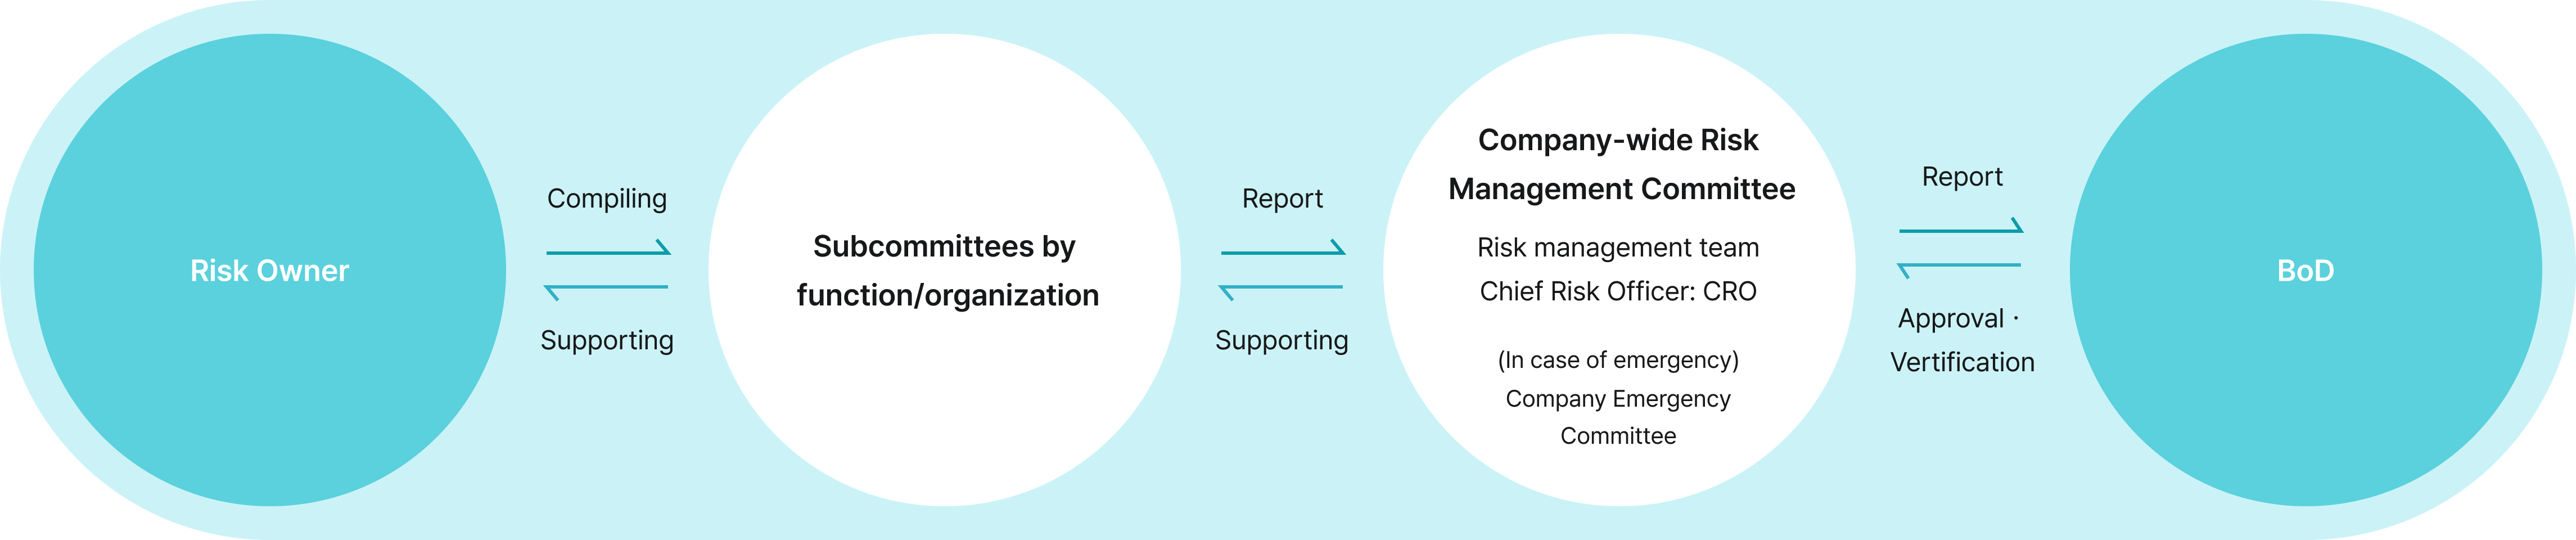 Risk Owner
Compiling
Supporting
Subcommittees by
function/organization
Report
Supporting
Company-wide Risk
Management Committee
Risk management team
Chief Risk Officer: CRO
(In case of emergency)
Company Emergency
Committee
Report
Approval ·
Vertification
BoD